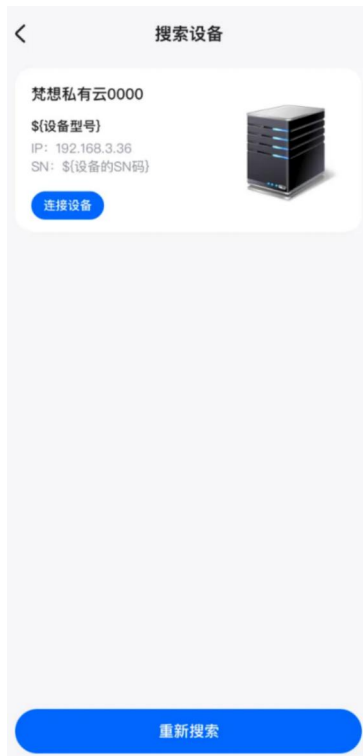 搜索设备
梵想私有云0000
${设备型号}
IP：192.168.3.36
SN：${设备的SN码}
连接设备
重新搜索